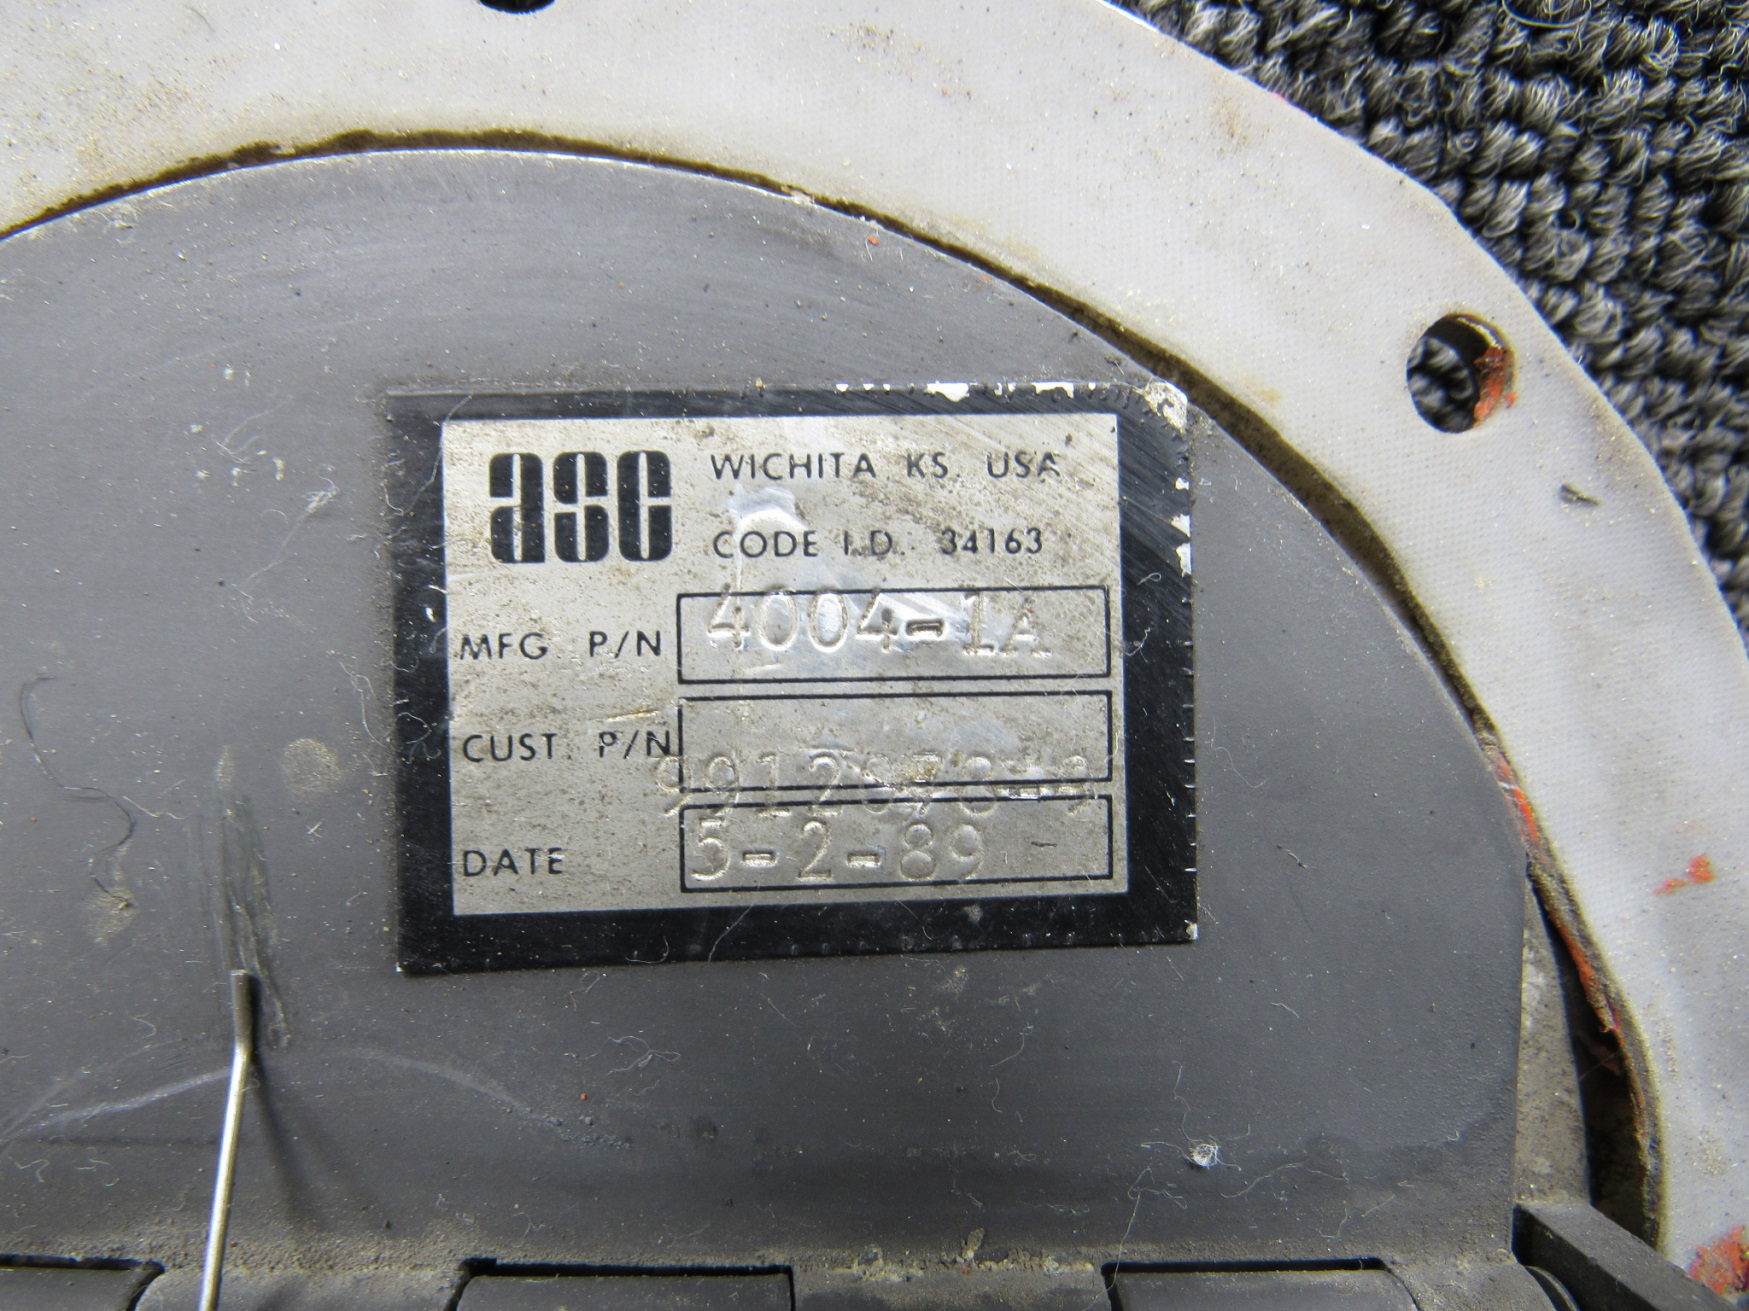 asc
WICHITA KS. USA
CODE I.D. 34163
MFG P/N 4004-1A
CUST. P/N
DATE 5-2-89